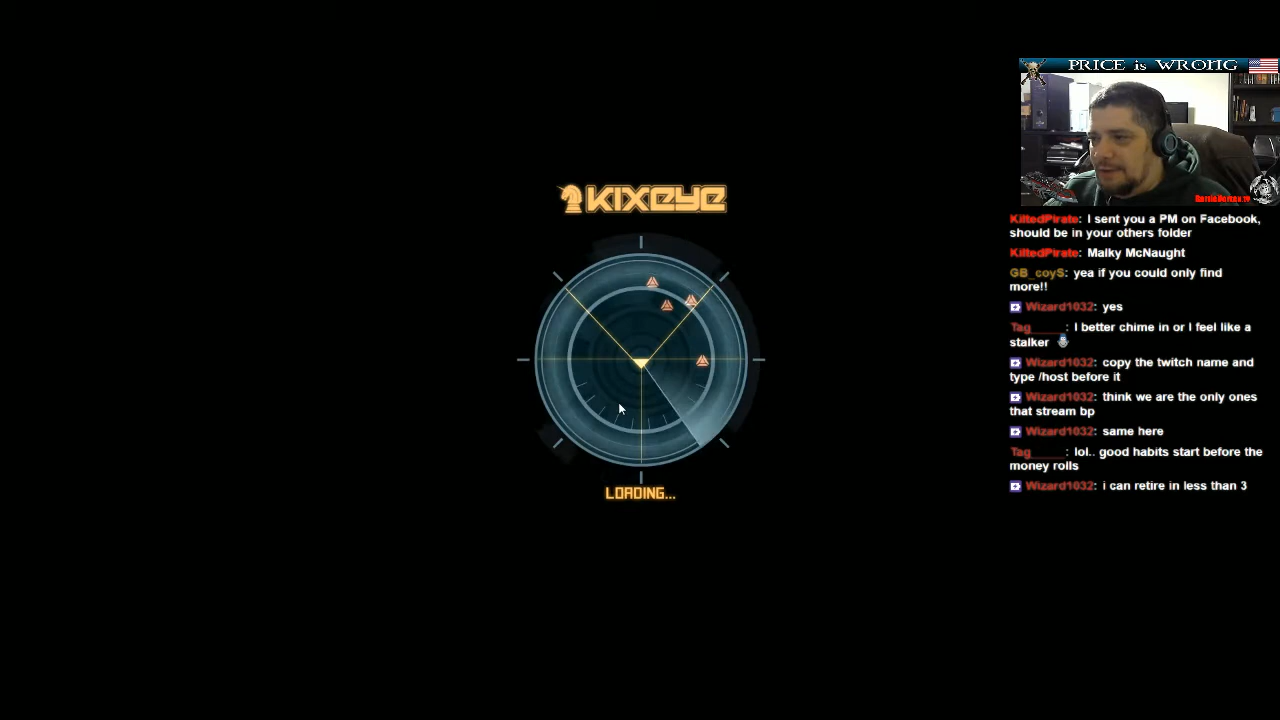 PRICE is WRONG
KIXEYE
LOADING...
KiltedPirate: I sent you a PM on Facebook,
should be in your others folder
KiltedPirate: Malky McNaught
GB_coyS: yea if you could only find
more!!
Wizard1032: yes
Tag_____: I better chime in or I feel like a
stalker
Wizard1032: copy the twitch name and
type /host before it
Wizard1032: think we are the only ones
that stream bp
Wizard1032: same here
Tag_____: lol.. good habits start before the
money rolls
Wizard1032: i can retire in less than 3